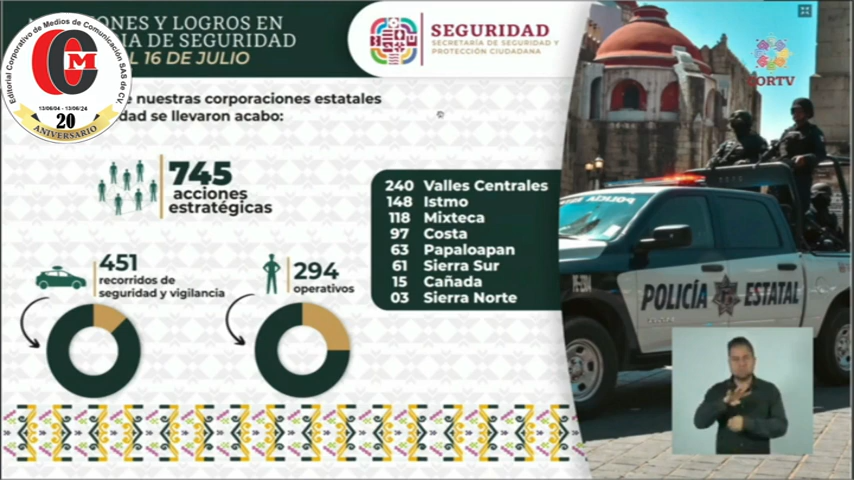 ONES Y LOGROS EN
IA DE SEGURIDAD
L 16 DE JULIO
SEGURIDAD
SECRETARÍA DE SEGURIDAD Y
PROTECCIÓN CIUDADANA
CORTV
Editorial Corporativo de Medios de Comunicación SAS de CV.
CM
13/06/04 - 13/06/24
20
ANIVERSARIO
e nuestras corporaciones estatales
dad se llevaron acabo:
745
acciones
estratégicas
451
recorridos de
seguridad y vigilancia
294
operativos
240 Valles Centrales
148 Istmo
118 Mixteca
97 Costa
63 Papaloapan
61 Sierra Sur
15 Cañada
03 Sierra Norte
POLICÍA ESTATAL